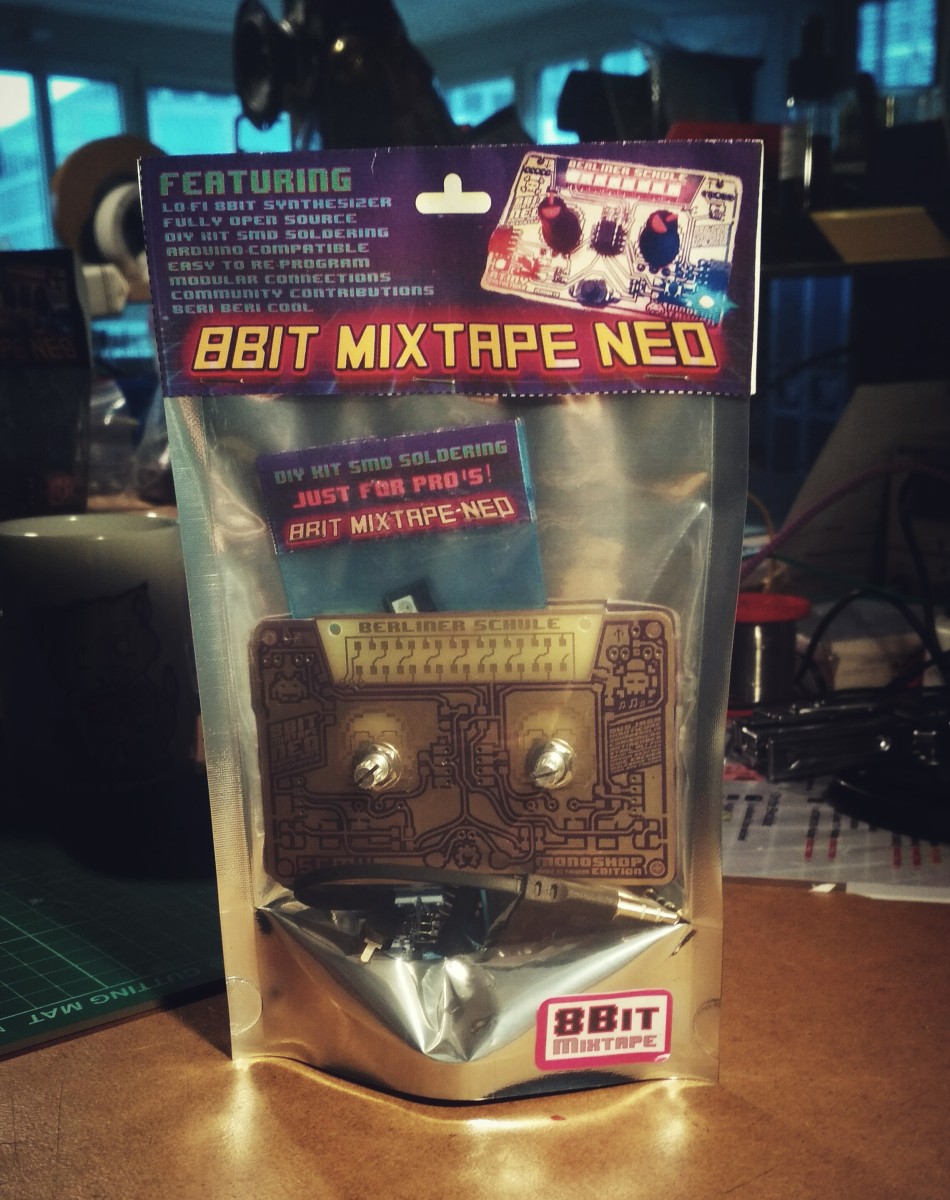 FEATURING
LO-FI 8BIT SYNTHESIZER
FULLY OPEN SOURCE
DIY KIT SMD SOLDERING
ARDUINO-COMPATIBLE
EASY TO RE-PROGRAM
MODULAR CONNECTIONS
COMMUNITY CONTRIBUTIONS
BERI BERI COOL
BERLINER SCHULE
8BIT MIXTAPE NEO
DIY KIT SMD SOLDERING
JUST FOR PRO'S!
8BIT MIXTAPE-NEO
BERLINER SCHULE
8BIT
NEO
MONOSHOP
EDITION
8BIT
MIXTAPE
CUTTING MAT